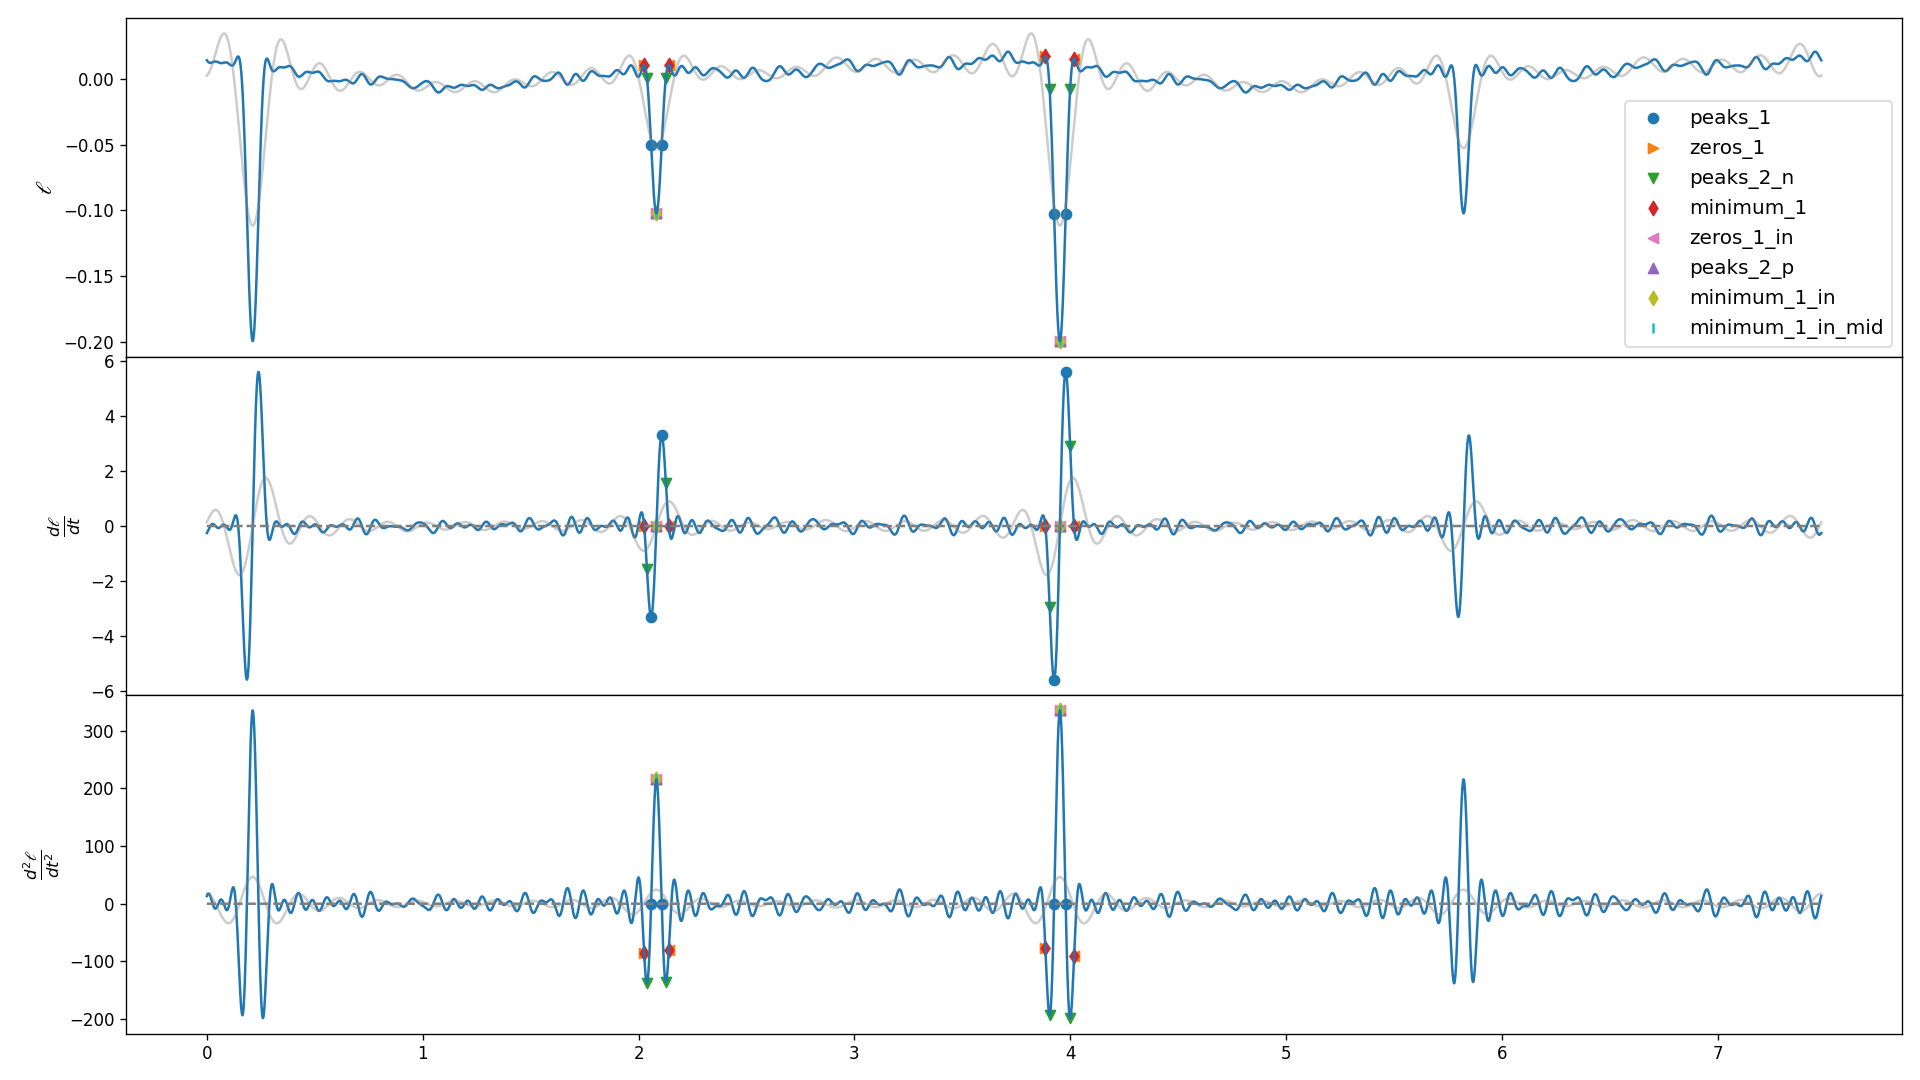 0.00
−0.05
−0.10
−0.15
−0.20
ℓ
peaks_1
zeros_1
peaks_2_n
minimum_1
zeros_1_in
peaks_2_p
minimum_1_in
minimum_1_in_mid
6
4
2
0
−2
−4
−6
dℓ
dt
300
200
100
0
−100
−200
d²ℓ
dt²
0 1 2 3 4 5 6 7